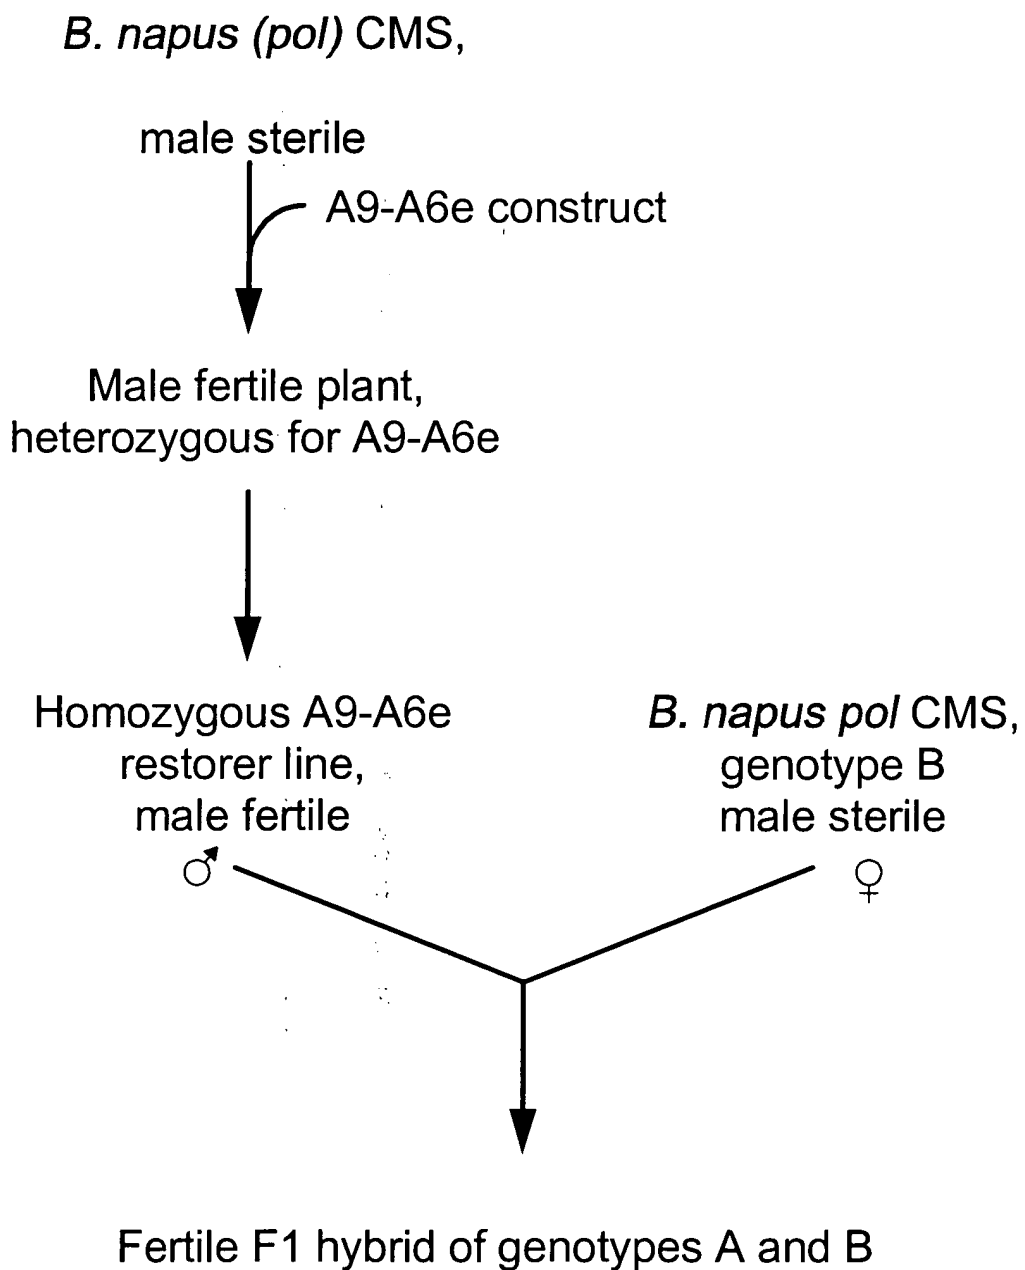 B. napus (pol) CMS,
male sterile
A9-A6e construct
Male fertile plant,
heterozygous for A9-A6e
Homozygous A9-A6e
restorer line,
male fertile
♂
B. napus pol CMS,
genotype B
male sterile
♀
Fertile F1 hybrid of genotypes A and B